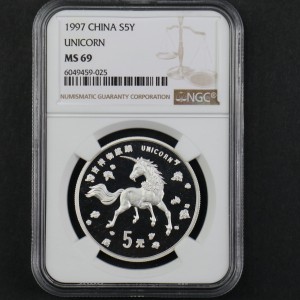 1997 CHINA S5Y
UNICORN
MS 69
6049459-025
NUMISMATIC GUARANTY CORPORATION
NGC
UNICORN
5元